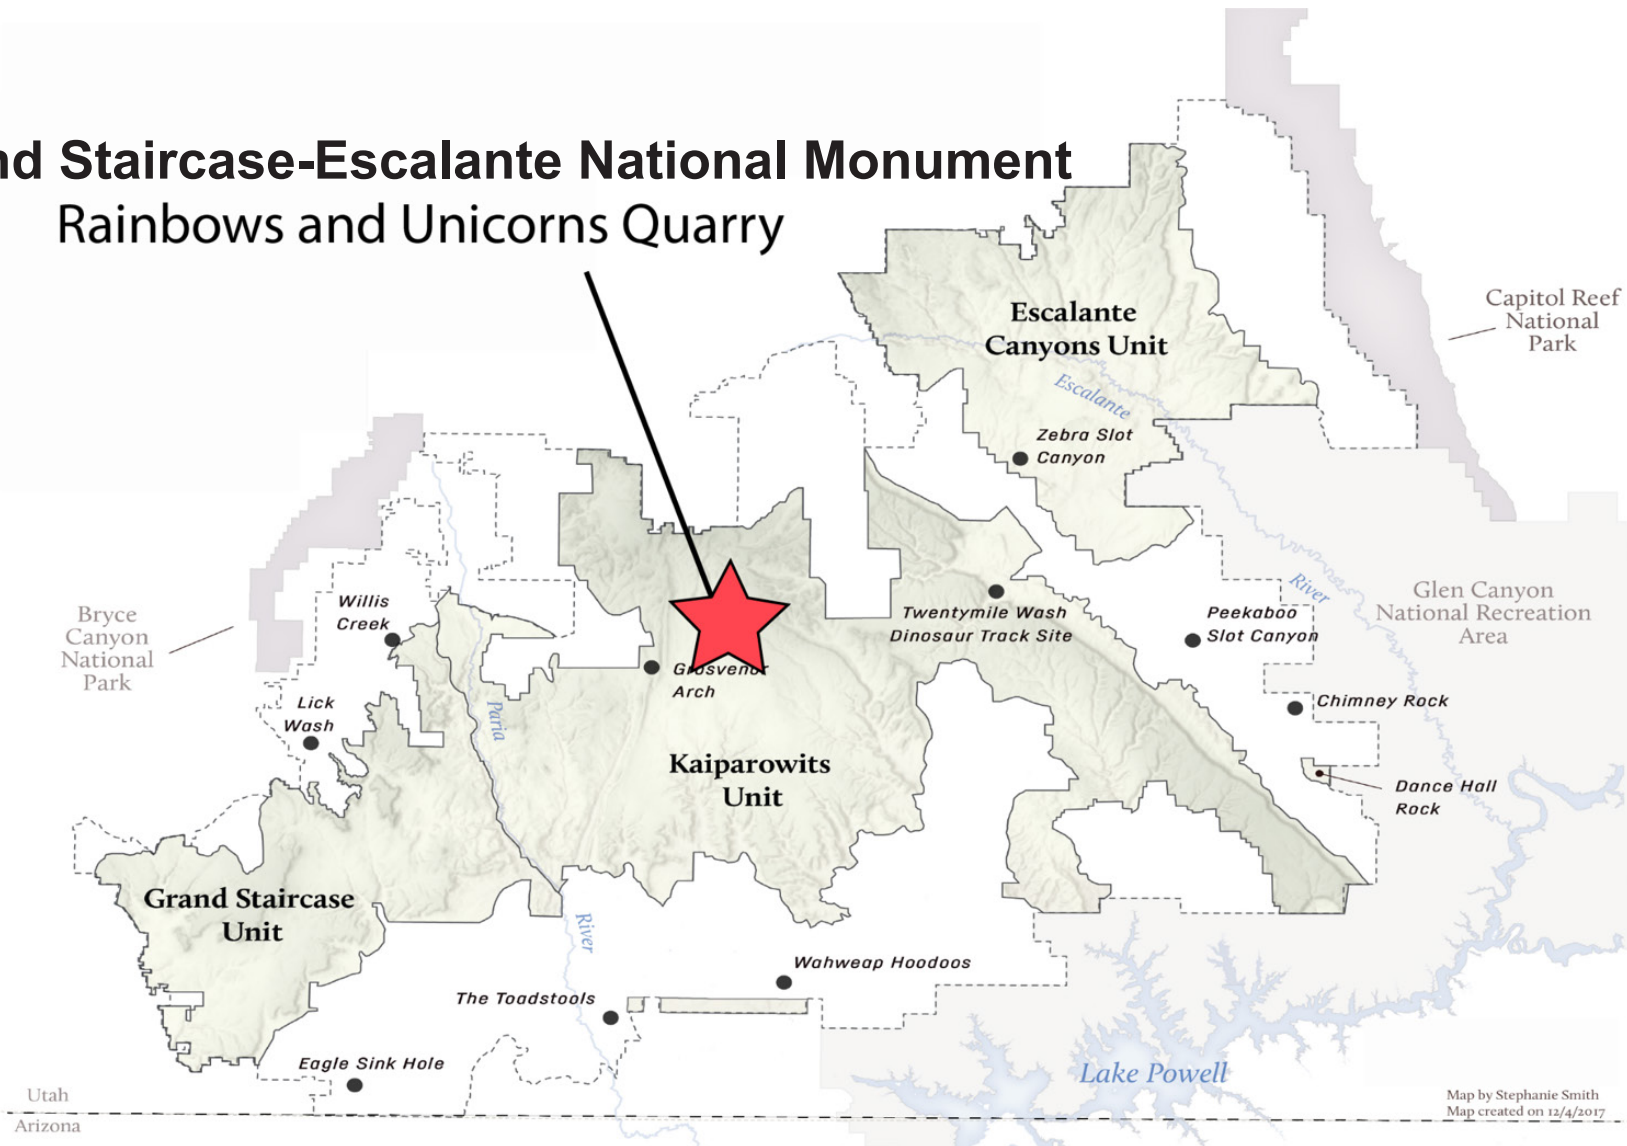 nd Staircase-Escalante National Monument
Rainbows and Unicorns Quarry
Capitol Reef
National
Park
Escalante
Canyons Unit
Escalante
Zebra Slot
Canyon
River
Glen Canyon
National Recreation
Area
Willis
Creek
Bryce
Canyon
National
Park
Twentymile Wash
Dinosaur Track Site
Peekaboo
Slot Canyon
Grosvenor
Arch
Lick
Wash
Paria
Chimney Rock
Kaiparowits
Unit
Dance Hall
Rock
Grand Staircase
Unit
River
Wahweap Hoodoos
The Toadstools
Eagle Sink Hole
Lake Powell
Utah
Arizona
Map by Stephanie Smith
Map created on 12/4/2017